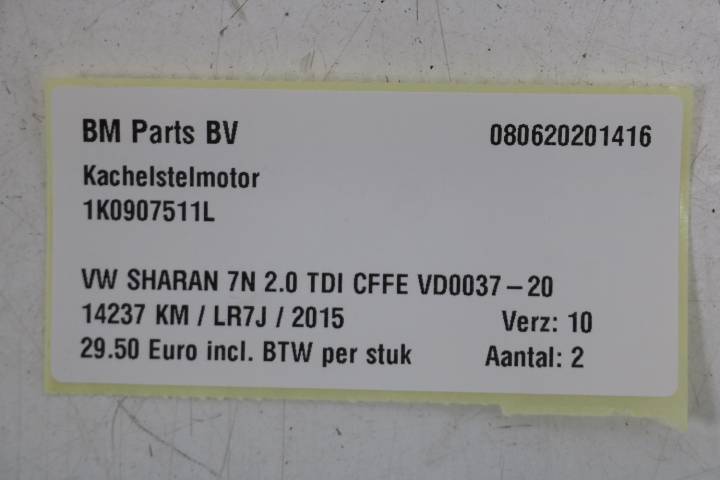 BM Parts BV 080620201416
Kachelstelmotor
1K0907511L
VW SHARAN 7N 2.0 TDI CFFE VD0037-20
14237 KM / LR7J / 2015 Verz: 10
29.50 Euro incl. BTW per stuk Aantal: 2